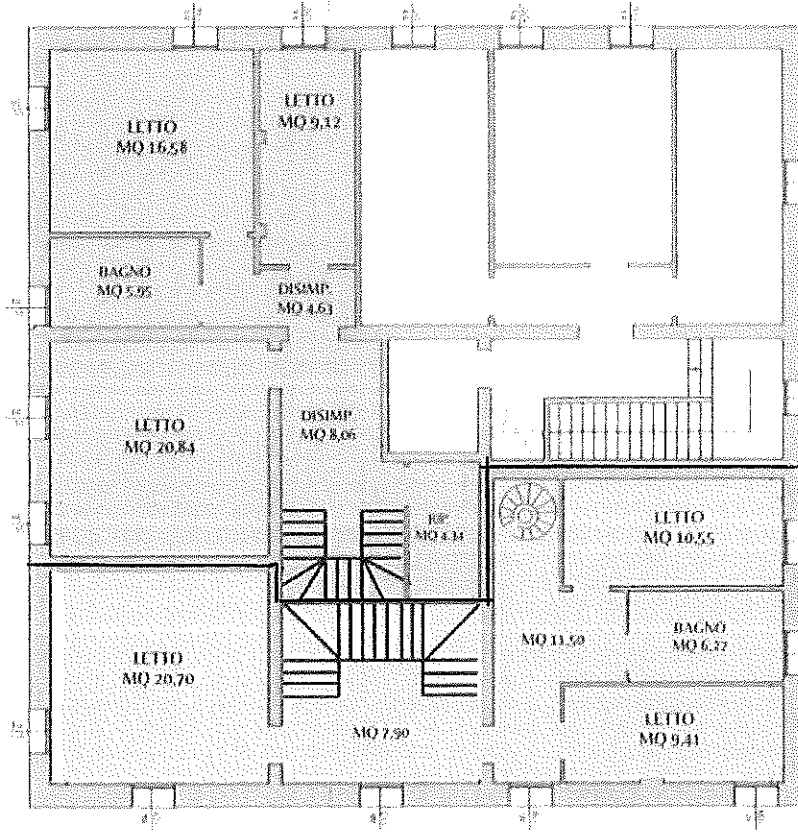 LETTO
MQ 16,58
LETTO
MQ 9,12
BAGNO
MQ 5,95
DISIMP.
MQ 4,63
LETTO
MQ 20,84
DISIMP.
MQ 8,06
RIP.
MQ 4,34
LETTO
MQ 10,55
LETTO
MQ 20,70
MQ 11,50
BAGNO
MQ 6,22
MQ 7,90
LETTO
MQ 9,41